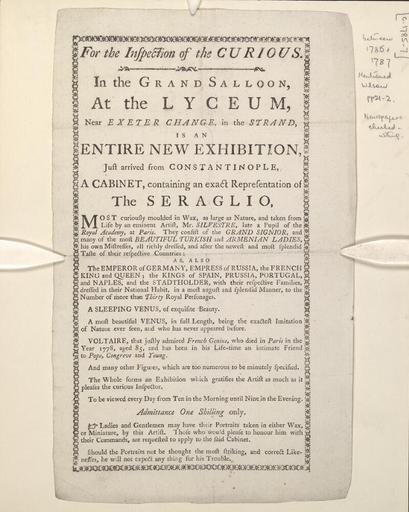 For the Inspection of the CURIOUS.
In the GRAND SALLOON,
At the LYCEUM,
Near EXETER CHANGE, in the STRAND,
IS AN
ENTIRE NEW EXHIBITION,
Just arrived from CONSTANTINOPLE,
A CABINET, containing an exact Representation of
The SERAGLIO,
MOST curiously moulded in Wax, as large as Nature, and taken from
Life by an eminent Artist, Mr. SILVESTRE, late a Pupil of the
Royal Academy, at Paris. They consist of the GRAND SIGNIOR, and
many of the most BEAUTIFUL TURKISH and ARMENIAN LADIES,
his own Mistresses, all richly dressed, and after the newest and most splendid
Taste of their respective Countries:
AS ALSO
The EMPEROR of GERMANY, EMPRESS of RUSSIA, the FRENCH
KING and QUEEN; the KINGS of SPAIN, PRUSSIA, PORTUGAL,
and NAPLES, and the STADTHOLDER, with their respective Families,
dressed in their National Habit, in a most august and splendid Manner, to the
Number of more than Thirty Royal Personages.
A SLEEPING VENUS, of exquisite Beauty.
A most beautiful VENUS, in full Length, being the exactest Imitation
of Nature ever seen, and who has never appeared before.
VOLTAIRE, that justly admired French Genius, who died in Paris in the
Year 1778, aged 85, and has been in his Life-time an intimate Friend
to Pope, Congreve and Young.
And many other Figures, which are too numerous to be minutely specified.
The Whole forms an Exhibition which gratifies the Artist as much as it
pleases the curious Inspector.
To be viewed every Day from Ten in the Morning until Nine in the Evening.
Admittance One Shilling only.
☞ Ladies and Gentlemen may have their Portraits taken in either Wax,
or Miniature, by this Artist. Those who would please to honour him with
their Commands, are requested to apply to the said Cabinet.
Should the Portraits not be thought the most striking, and correct Like-
nesses, he will not expect any thing for his Trouble.
between
1786 &
1787
Mentioned
pp 21-2.
Newspapers
checked